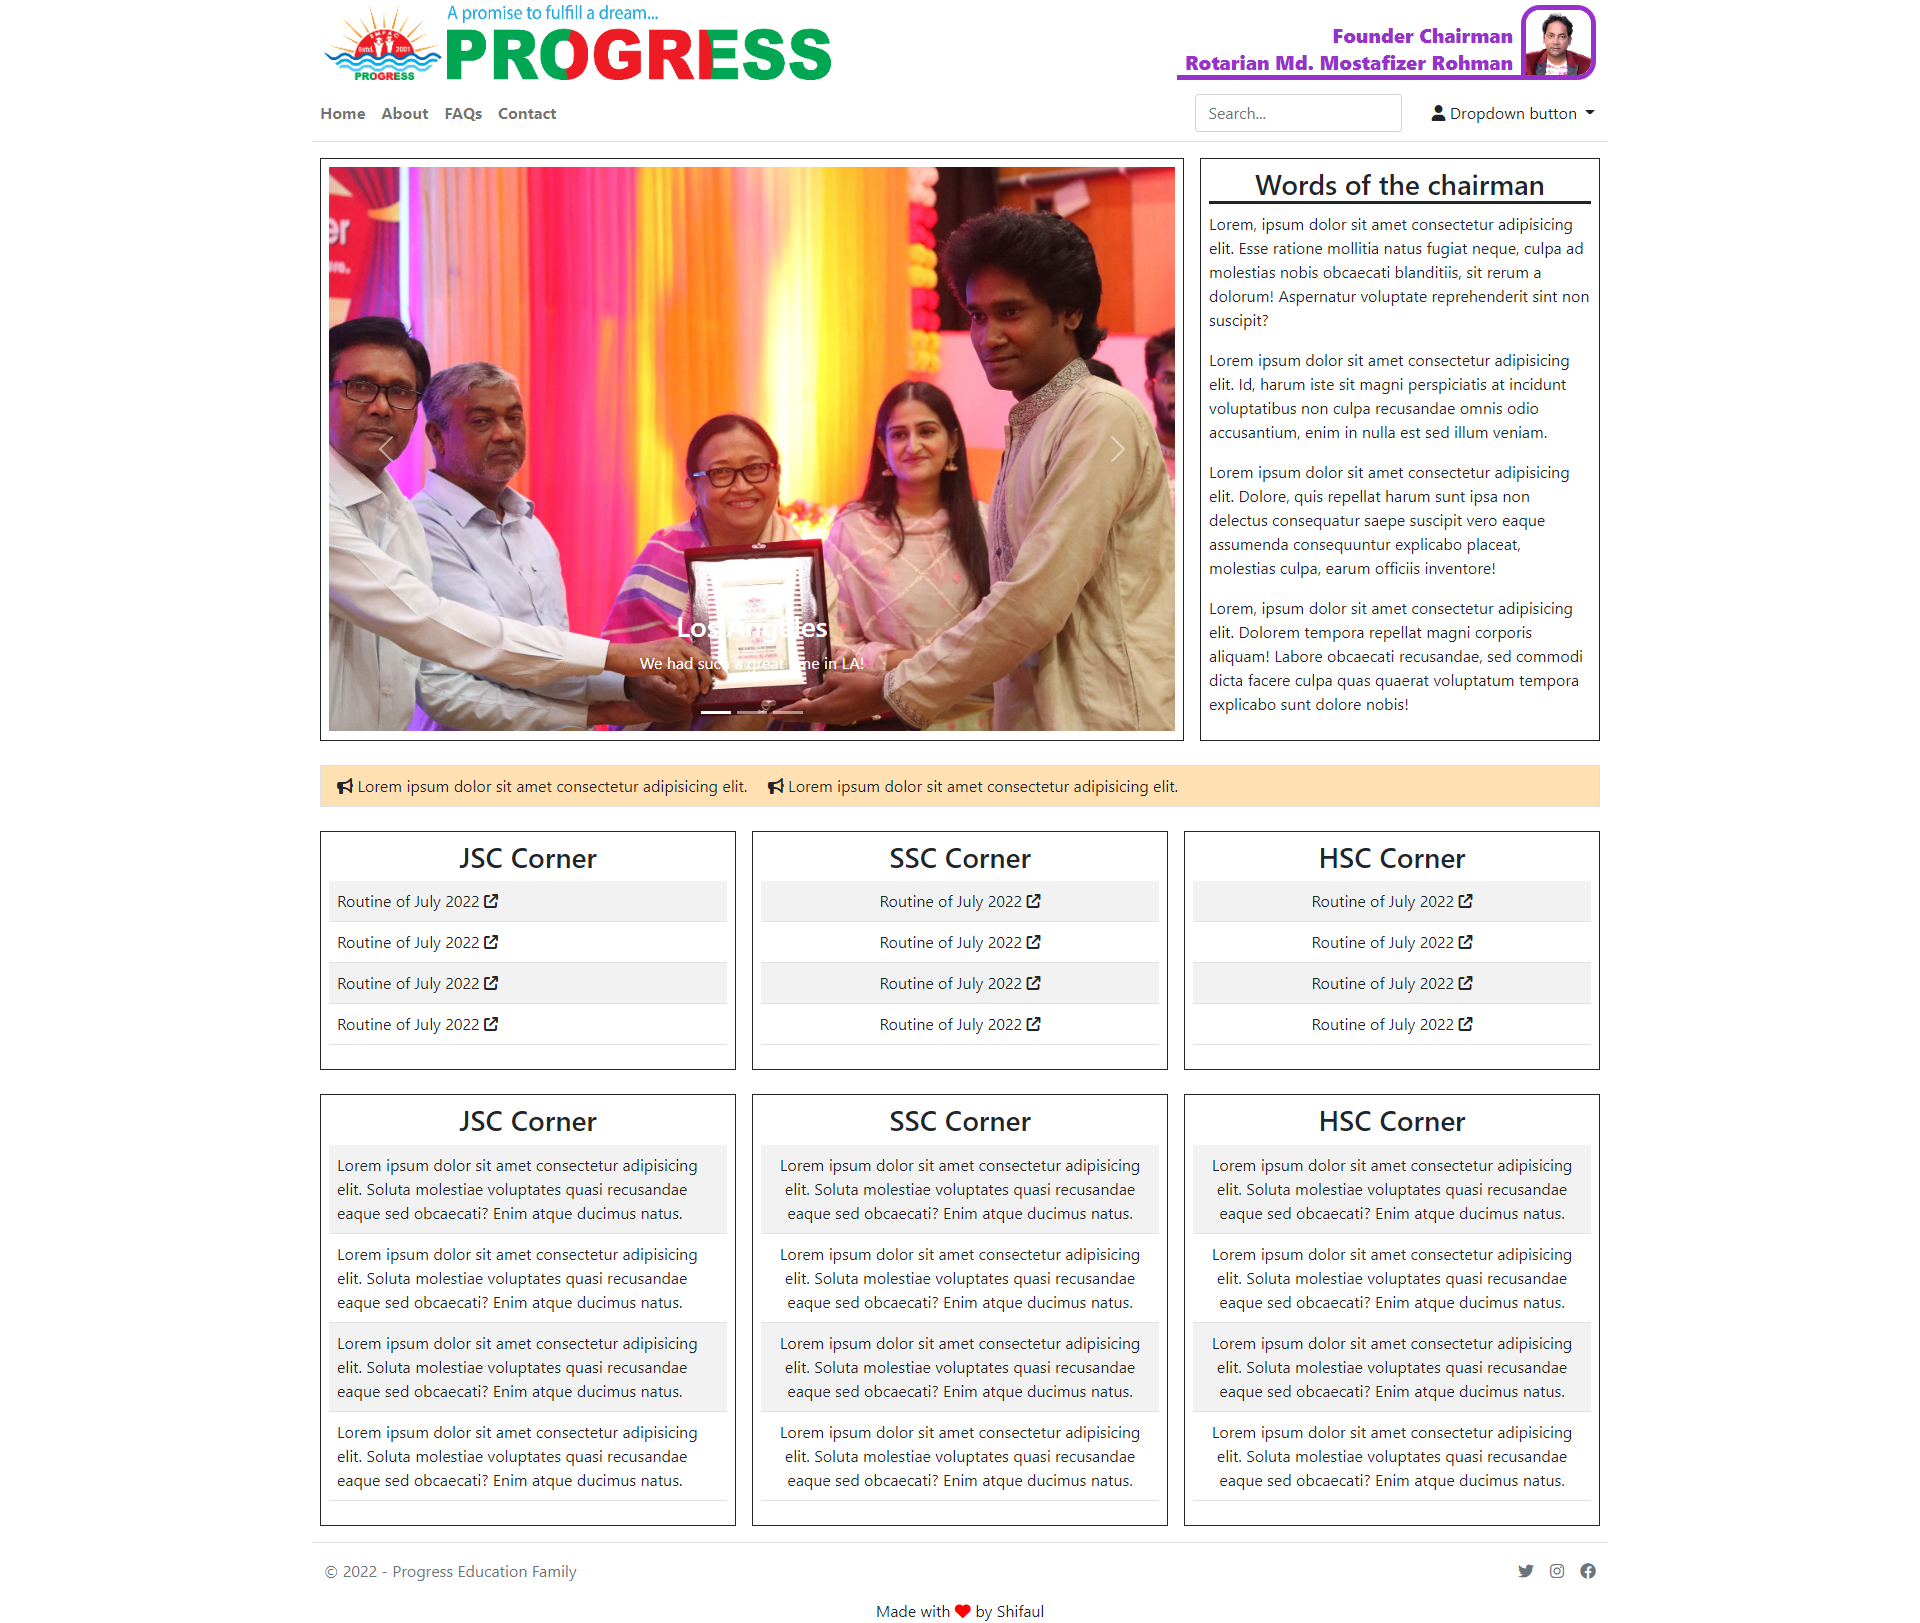 A promise to fulfill a dream...
PROGRESS
SMFAC
Estd. 2001
PROGRESS
Founder Chairman
Rotarian Md. Mostafizer Rohman
Home About FAQs Contact
Search...
Dropdown button
Los Angeles
We had such a great time in LA!
Words of the chairman
Lorem, ipsum dolor sit amet consectetur adipisicing
elit. Esse ratione mollitia natus fugiat neque, culpa ad
molestias nobis obcaecati blanditiis, sit rerum a
dolorum! Aspernatur voluptate reprehenderit sint non
suscipit?
Lorem ipsum dolor sit amet consectetur adipisicing
elit. Id, harum iste sit magni perspiciatis at incidunt
voluptatibus non culpa recusandae omnis odio
accusantium, enim in nulla est sed illum veniam.
Lorem ipsum dolor sit amet consectetur adipisicing
elit. Dolore, quis repellat harum sunt ipsa non
delectus consequatur saepe suscipit vero eaque
assumenda consequuntur explicabo placeat,
molestias culpa, earum officiis inventore!
Lorem, ipsum dolor sit amet consectetur adipisicing
elit. Dolorem tempora repellat magni corporis
aliquam! Labore obcaecati recusandae, sed commodi
dicta facere culpa quas quaerat voluptatum tempora
explicabo sunt dolore nobis!
Lorem ipsum dolor sit amet consectetur adipisicing elit. Lorem ipsum dolor sit amet consectetur adipisicing elit.
JSC Corner
Routine of July 2022
Routine of July 2022
Routine of July 2022
Routine of July 2022
SSC Corner
Routine of July 2022
Routine of July 2022
Routine of July 2022
Routine of July 2022
HSC Corner
Routine of July 2022
Routine of July 2022
Routine of July 2022
Routine of July 2022
JSC Corner
Lorem ipsum dolor sit amet consectetur adipisicing
elit. Soluta molestiae voluptates quasi recusandae
eaque sed obcaecati? Enim atque ducimus natus.
Lorem ipsum dolor sit amet consectetur adipisicing
elit. Soluta molestiae voluptates quasi recusandae
eaque sed obcaecati? Enim atque ducimus natus.
Lorem ipsum dolor sit amet consectetur adipisicing
elit. Soluta molestiae voluptates quasi recusandae
eaque sed obcaecati? Enim atque ducimus natus.
Lorem ipsum dolor sit amet consectetur adipisicing
elit. Soluta molestiae voluptates quasi recusandae
eaque sed obcaecati? Enim atque ducimus natus.
SSC Corner
Lorem ipsum dolor sit amet consectetur adipisicing
elit. Soluta molestiae voluptates quasi recusandae
eaque sed obcaecati? Enim atque ducimus natus.
Lorem ipsum dolor sit amet consectetur adipisicing
elit. Soluta molestiae voluptates quasi recusandae
eaque sed obcaecati? Enim atque ducimus natus.
Lorem ipsum dolor sit amet consectetur adipisicing
elit. Soluta molestiae voluptates quasi recusandae
eaque sed obcaecati? Enim atque ducimus natus.
Lorem ipsum dolor sit amet consectetur adipisicing
elit. Soluta molestiae voluptates quasi recusandae
eaque sed obcaecati? Enim atque ducimus natus.
HSC Corner
Lorem ipsum dolor sit amet consectetur adipisicing
elit. Soluta molestiae voluptates quasi recusandae
eaque sed obcaecati? Enim atque ducimus natus.
Lorem ipsum dolor sit amet consectetur adipisicing
elit. Soluta molestiae voluptates quasi recusandae
eaque sed obcaecati? Enim atque ducimus natus.
Lorem ipsum dolor sit amet consectetur adipisicing
elit. Soluta molestiae voluptates quasi recusandae
eaque sed obcaecati? Enim atque ducimus natus.
Lorem ipsum dolor sit amet consectetur adipisicing
elit. Soluta molestiae voluptates quasi recusandae
eaque sed obcaecati? Enim atque ducimus natus.
© 2022 - Progress Education Family
Made with by Shifaul